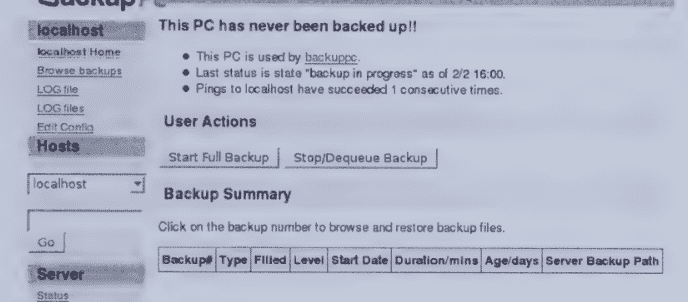 BackupPC
localhost
localhost Home
Browse backups
LOG file
LOG files
Edit Config
Hosts
localhost
Go
Server
Status
This PC has never been backed up!!
This PC is used by backuppc.
Last status is state "backup in progress" as of 2/2 16:00.
Pings to localhost have succeeded 1 consecutive times.
User Actions
Start Full Backup Stop/Dequeue Backup
Backup Summary
Click on the backup number to browse and restore backup files.
Backup# Type Filled Level Start Date Duration/mins Age/days Server Backup Path